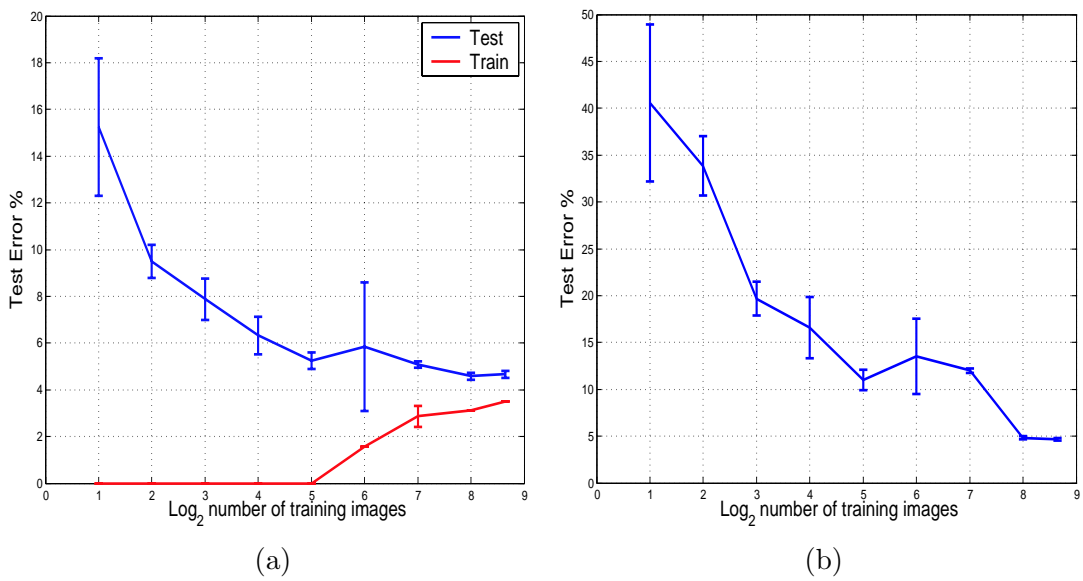 20
18
16
14
12
10
8
6
4
2
0
Test Error %
Test
Train
0 1 2 3 4 5 6 7 8 9
Log2 number of training images
(a)
50
45
40
35
30
25
20
15
10
5
0
Test Error %
0 1 2 3 4 5 6 7 8 9
Log2 number of training images
(b)